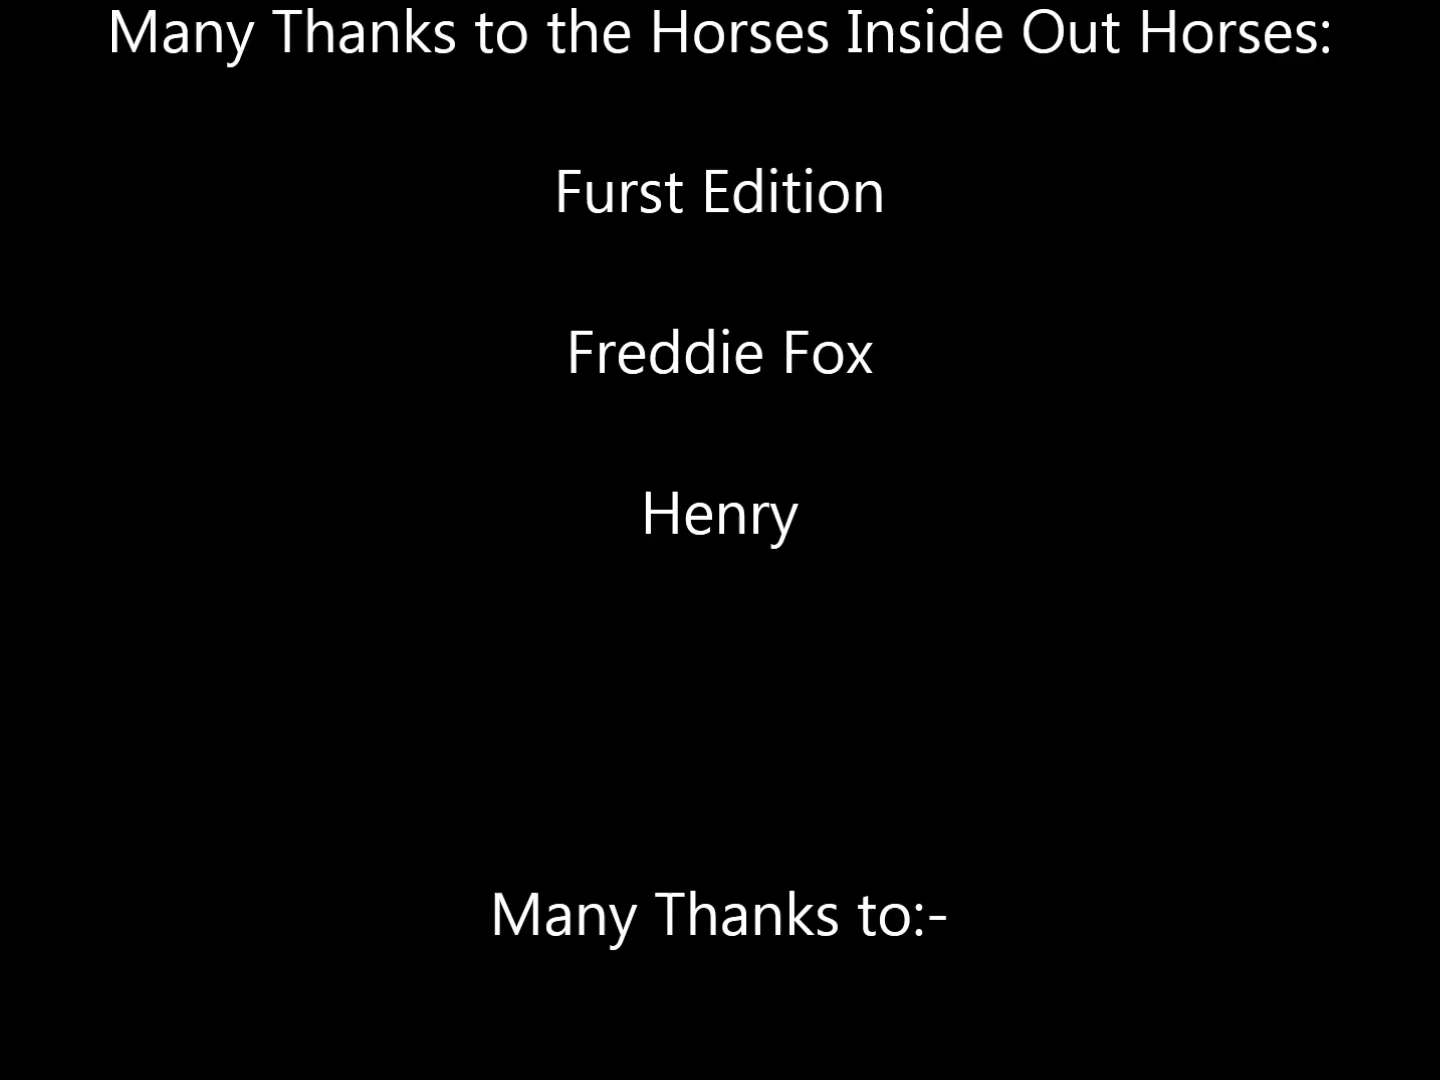 Many Thanks to the Horses Inside Out Horses:
Furst Edition
Freddie Fox
Henry
Many Thanks to:-